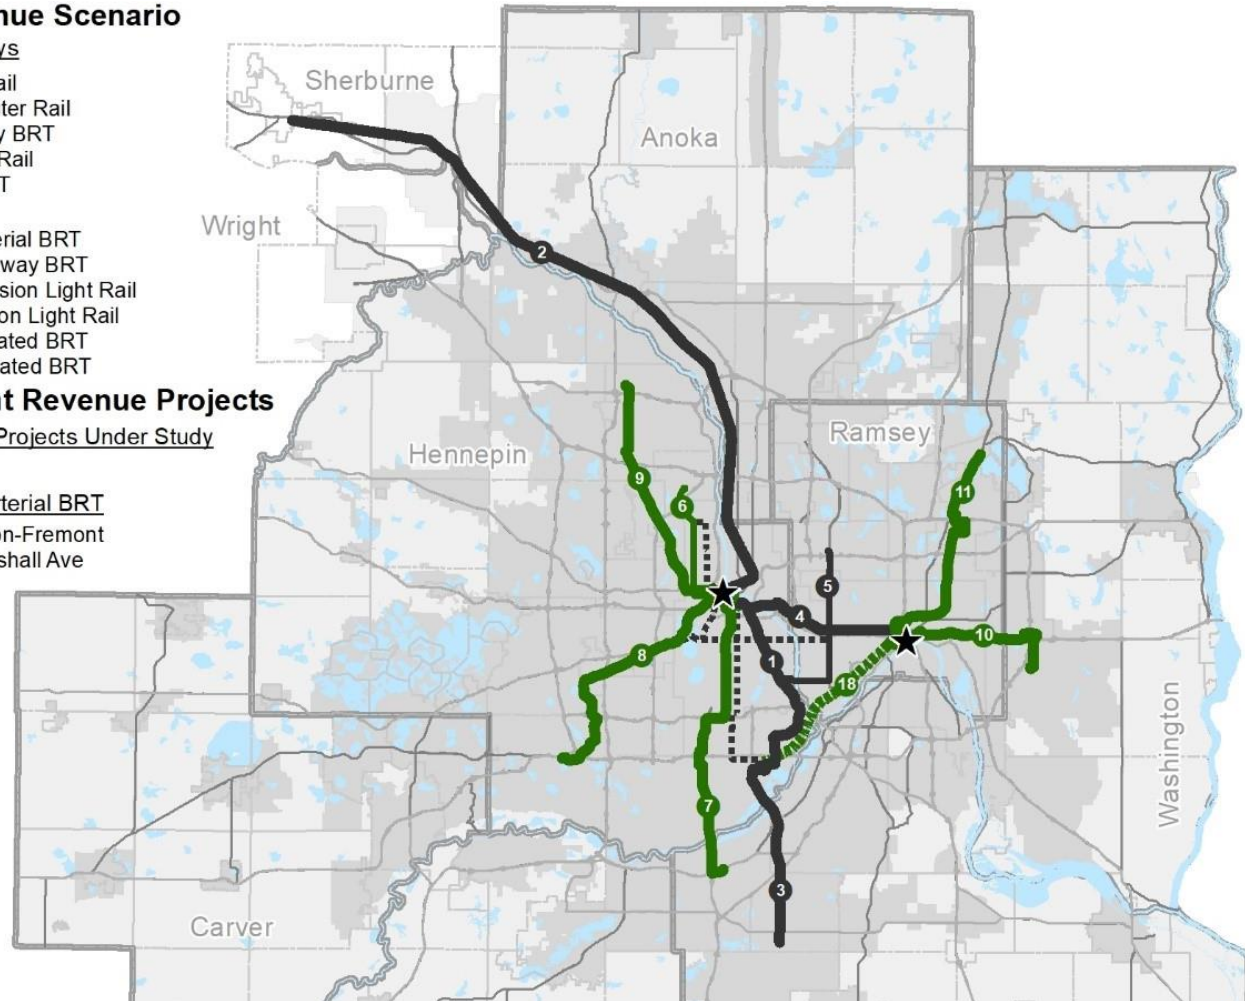 nue Scenario
ys
ail
ter Rail
y BRT
Rail
T
erial BRT
way BRT
sion Light Rail
on Light Rail
ated BRT
ated BRT
t Revenue Projects
Projects Under Study
terial BRT
on-Fremont
shall Ave
Sherburne
Anoka
Wright
2
Ramsey
Hennepin
9
11
6
5
4
10
8
1
18
Washington
7
3
Carver